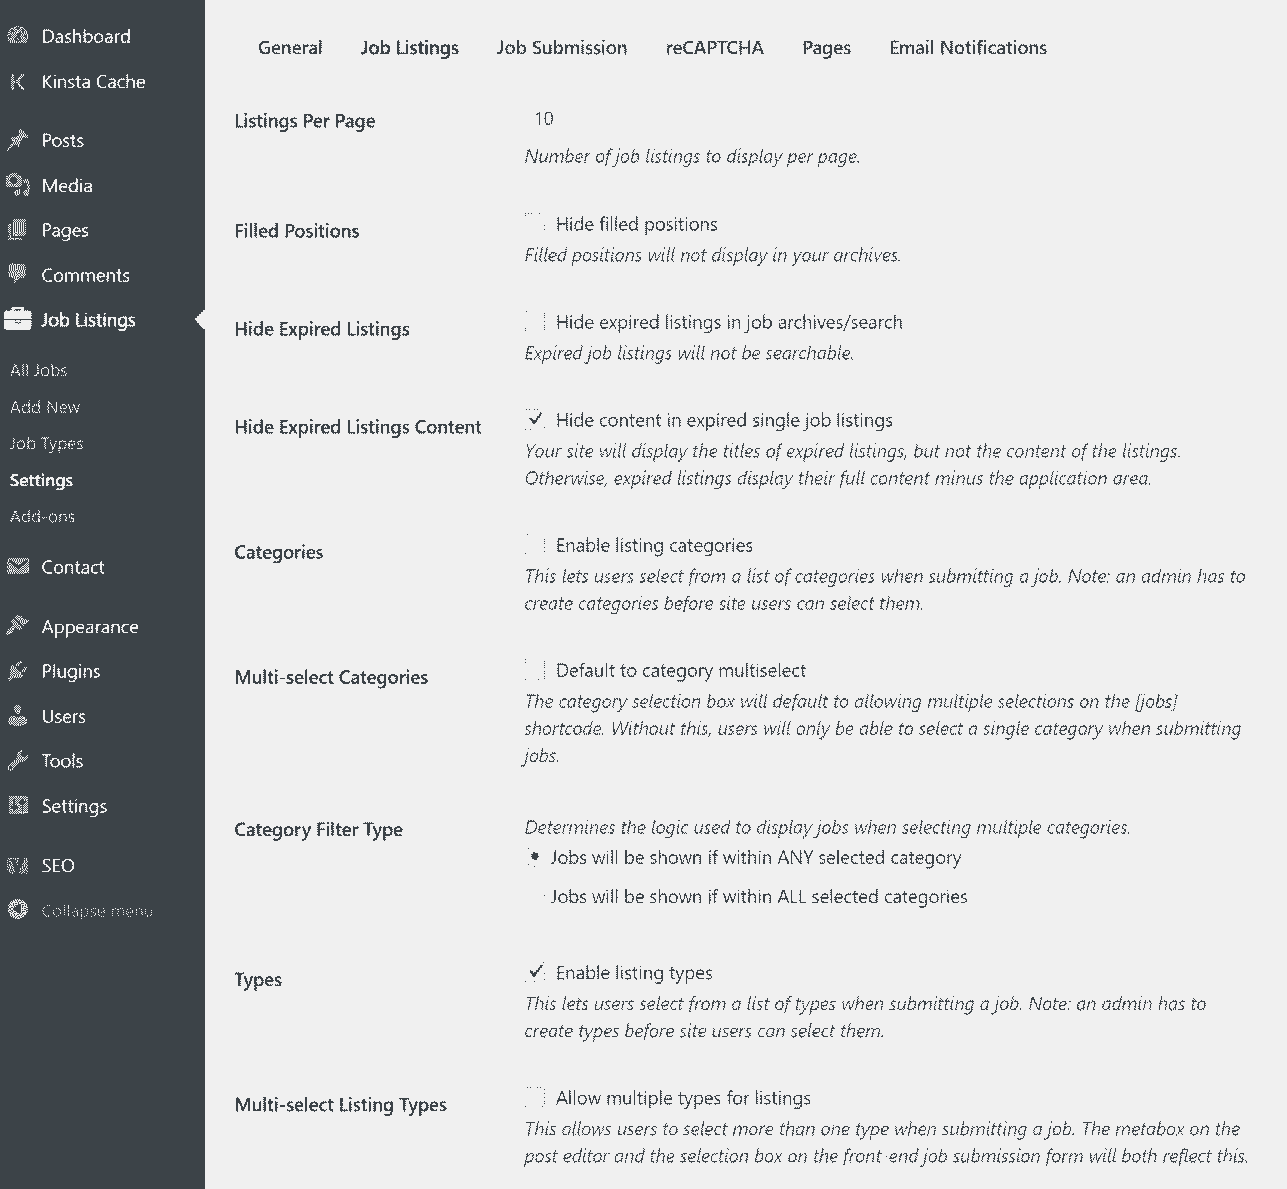 Dashboard
Kinsta Cache
Posts
Media
Pages
Comments
Job Listings
All Jobs
Add New
Job Types
Settings
Add-ons
Contact
Appearance
Plugins
Users
Tools
Settings
SEO
Collapse menu
General Job Listings Job Submission reCAPTCHA Pages Email Notifications
Listings Per Page
10
Number of job listings to display per page.
Filled Positions
Hide filled positions
Filled positions will not display in your archives.
Hide Expired Listings
Hide expired listings in job archives/search
Expired job listings will not be searchable.
Hide Expired Listings Content
Hide content in expired single job listings
Your site will display the titles of expired listings, but not the content of the listings.
Otherwise, expired listings display their full content minus the application area.
Categories
Enable listing categories
This lets users select from a list of categories when submitting a job. Note: an admin has to
create categories before site users can select them.
Multi-select Categories
Default to category multiselect
The category selection box will default to allowing multiple selections on the [jobs]
shortcode. Without this, users will only be able to select a single category when submitting
jobs.
Category Filter Type
Determines the logic used to display jobs when selecting multiple categories.
Jobs will be shown if within ANY selected category
Jobs will be shown if within ALL selected categories
Types
Enable listing types
This lets users select from a list of types when submitting a job. Note: an admin has to
create types before site users can select them.
Multi-select Listing Types
Allow multiple types for listings
This allows users to select more than one type when submitting a job. The metabox on the
post editor and the selection box on the front-end job submission form will both reflect this.